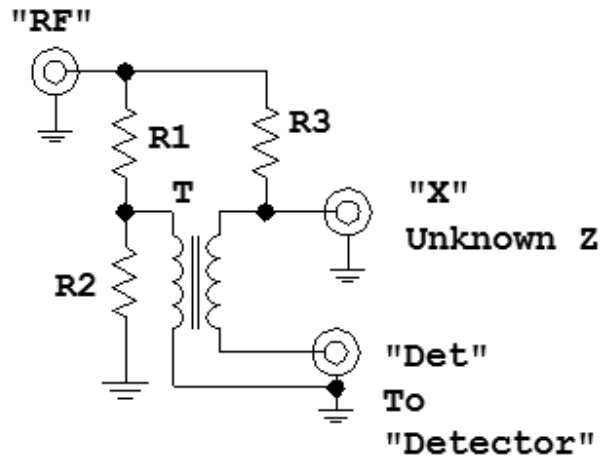 "RF"
R1
R3
T
"X"
Unknown Z
R2
"Det"
To
"Detector"